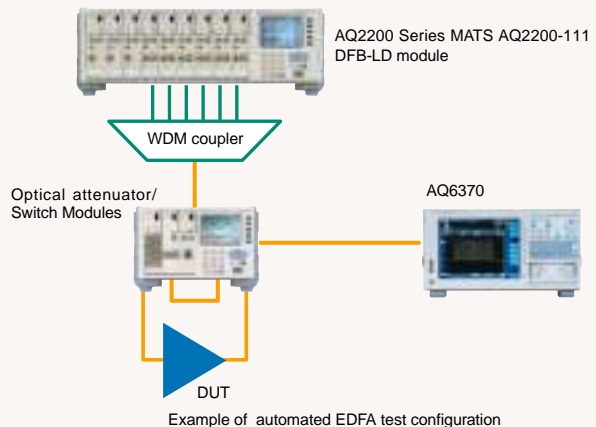 AQ2200 Series MATS AQ2200-111
DFB-LD module
WDM coupler
Optical attenuator/
Switch Modules
AQ6370
DUT
Example of automated EDFA test configuration